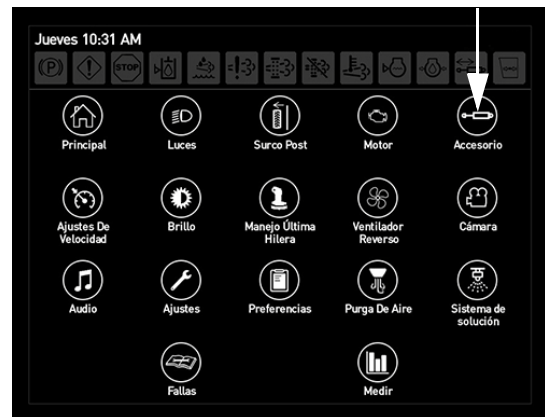 Jueves 10:31 AM
P
STOP
Principal
Luces
Surco Post
Motor
Accesorio
Ajustes De
Velocidad
Brillo
Manejo Última
Hilera
Ventilador
Reverso
Cámara
Audio
Ajustes
Preferencias
Purga De Aire
Sistema de
solución
Fallas
Medir